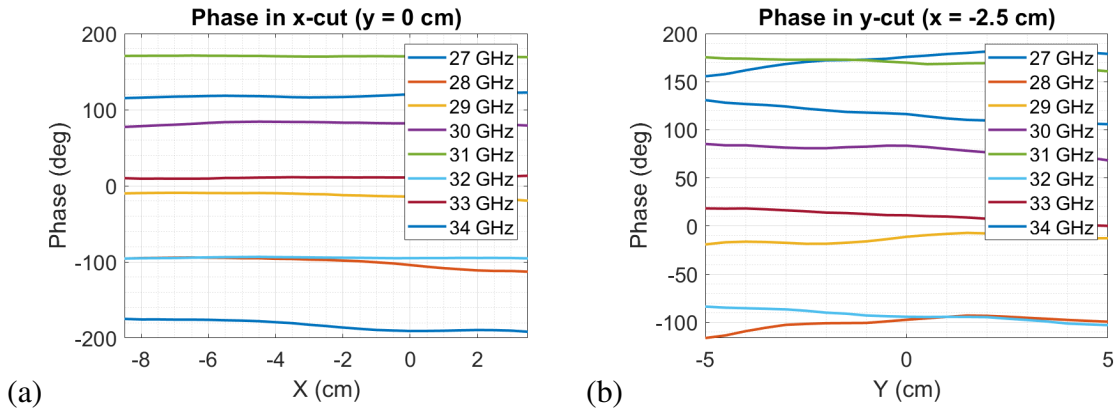 Phase in x-cut (y = 0 cm)
200
100
0
-100
-200
Phase (deg)
-8
-6
-4
-2
0
2
X (cm)
27 GHz
28 GHz
29 GHz
30 GHz
31 GHz
32 GHz
33 GHz
34 GHz
(a)
Phase in y-cut (x = -2.5 cm)
200
150
100
50
0
-50
-100
Phase (deg)
-5
0
5
Y (cm)
27 GHz
28 GHz
29 GHz
30 GHz
31 GHz
32 GHz
33 GHz
34 GHz
(b)